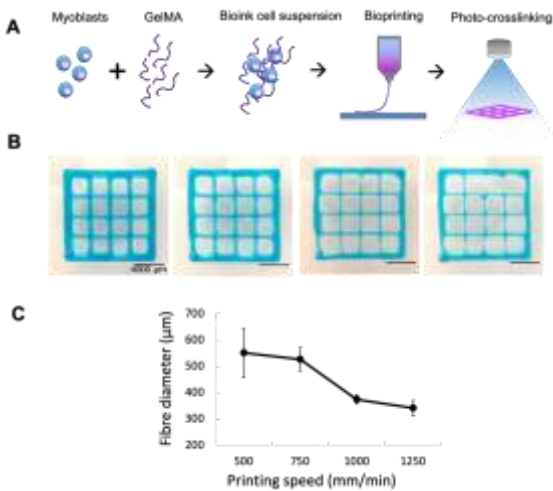 A
Myoblasts GelMA Bioink cell suspension Bioprinting Photo-crosslinking
B
C
700
600
500
400
300
200
Fibre diameter (µm)
500 750 1000 1250
Printing speed (mm/min)